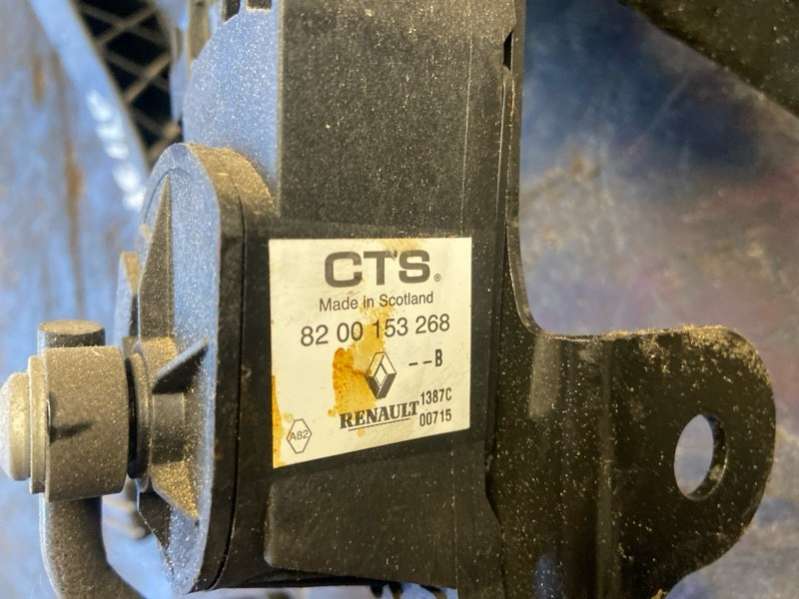 CTS®
Made in Scotland
82 00 153 268
--B
RENAULT 1387C
00715
A82